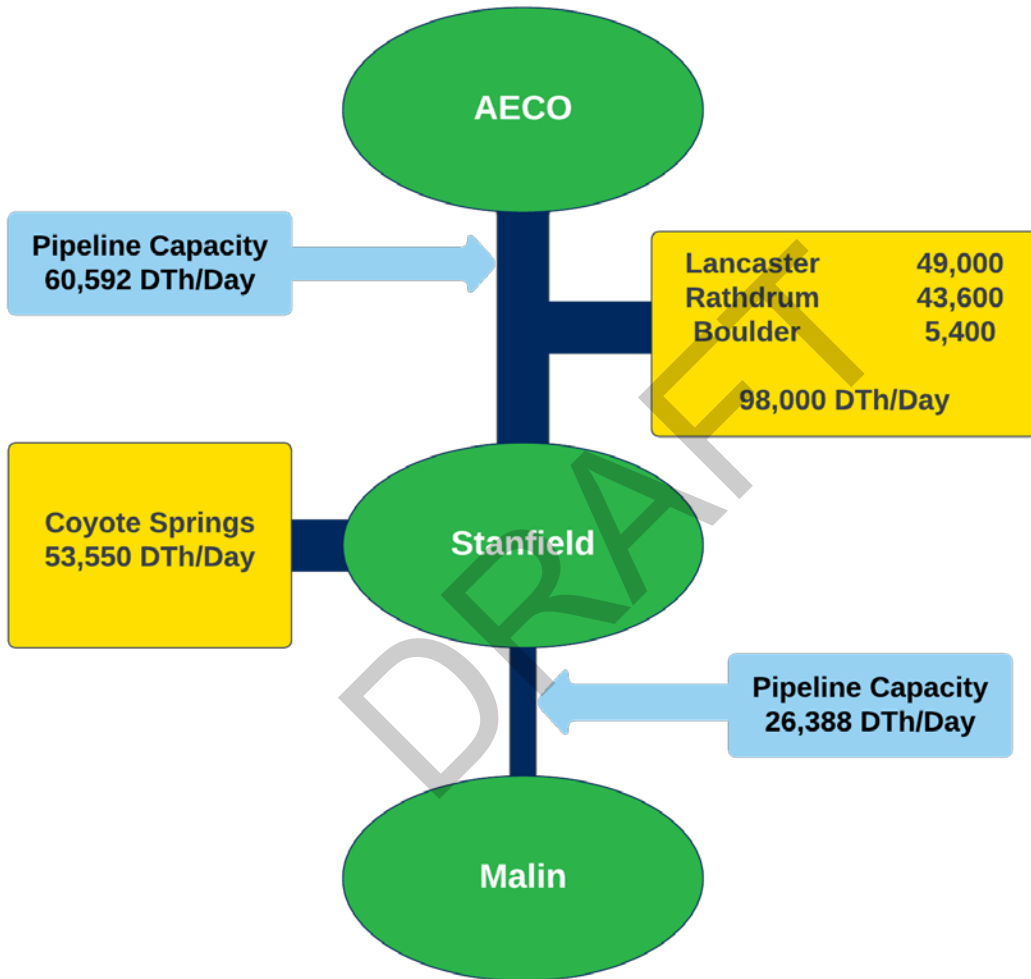 AECO
Pipeline Capacity
60,592 DTh/Day
Lancaster 49,000
Rathdrum 43,600
Boulder 5,400
98,000 DTh/Day
Coyote Springs
53,550 DTh/Day
Stanfield
Pipeline Capacity
26,388 DTh/Day
Malin
DRAFT